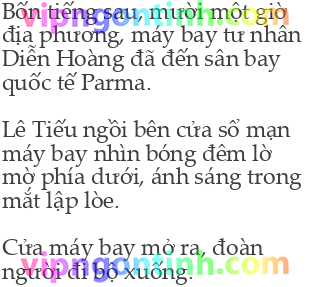 Bốn tiếng sau, mười một giờ
địa phương, máy bay tư nhân
Diễn Hoàng đã đến sân bay
quốc tế Parma.
Lê Tiếu ngồi bên cửa sổ mạn
máy bay nhìn bóng đêm lờ
mờ phía dưới, ánh sáng trong
mắt lập lòe.
Cửa máy bay mở ra, đoàn
người đi bộ xuống.
vipngontinh.com
vipngontinh.com